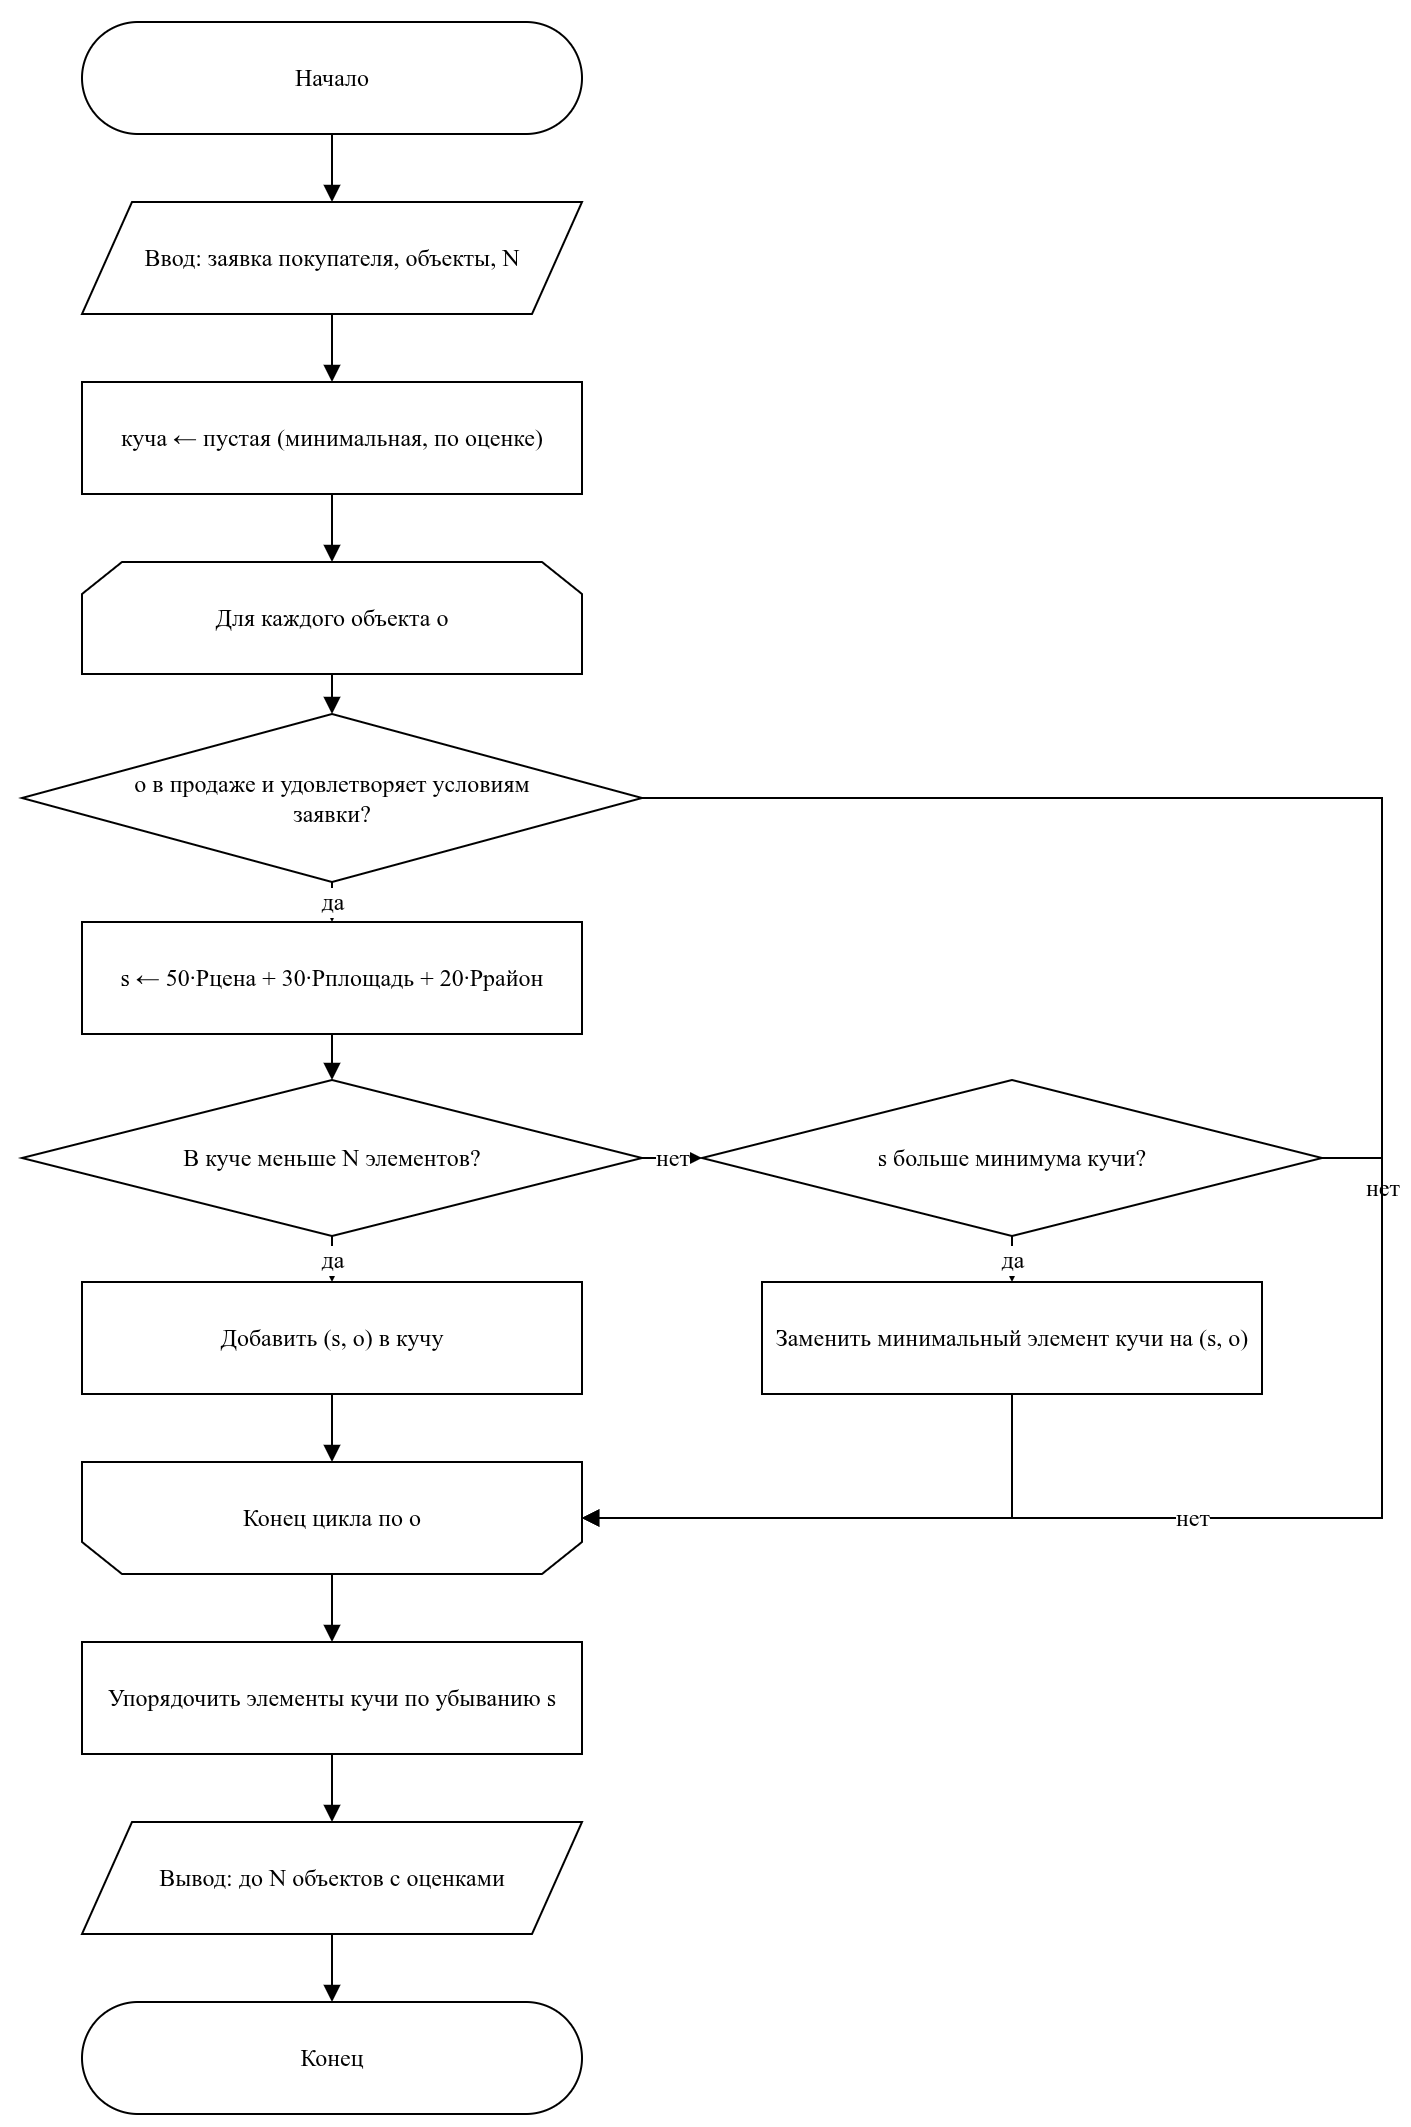 Начало
Ввод: заявка покупателя, объекты, N
куча ← пустая (минимальная, по оценке)
Для каждого объекта o
o в продаже и удовлетворяет условиям
заявки?
да
s ← 50·Pцена + 30·Pплощадь + 20·Pрайон
В куче меньше N элементов?
нет
s больше минимума кучи?
нет
да
да
Добавить (s, o) в кучу
Заменить минимальный элемент кучи на (s, o)
Конец цикла по o
нет
Упорядочить элементы кучи по убыванию s
Вывод: до N объектов с оценками
Конец